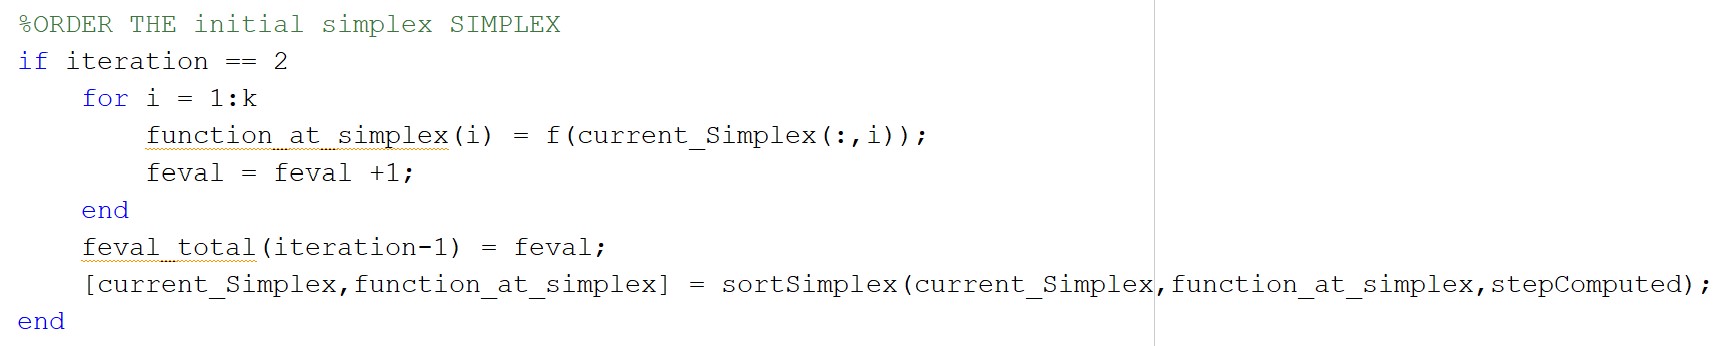 %ORDER THE initial simplex SIMPLEX
if iteration == 2
    for i = 1:k
        function_at_simplex(i) = f(current_Simplex(:,i));
        feval = feval +1;
    end
    feval_total(iteration-1) = feval;
    [current_Simplex,function_at_simplex] = sortSimplex(current_Simplex,function_at_simplex,stepComputed);
end